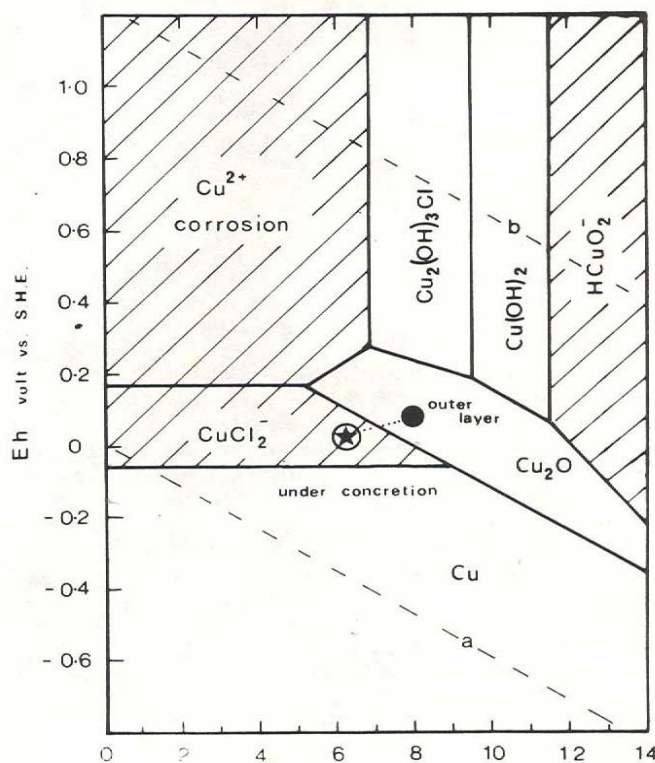 1·0
0·8
0·6
0·4
0·2
0
- 0·2
- 0·4
- 0·6
Eh volt vs. S.H.E.
Cu²⁺
corrosion
Cu₂(OH)₃Cl
b
Cu(OH)₂
HCuO₂⁻
CuCl₂⁻
outer
layer
Cu₂O
under concretion
Cu
a
0 2 4 6 8 10 12 14